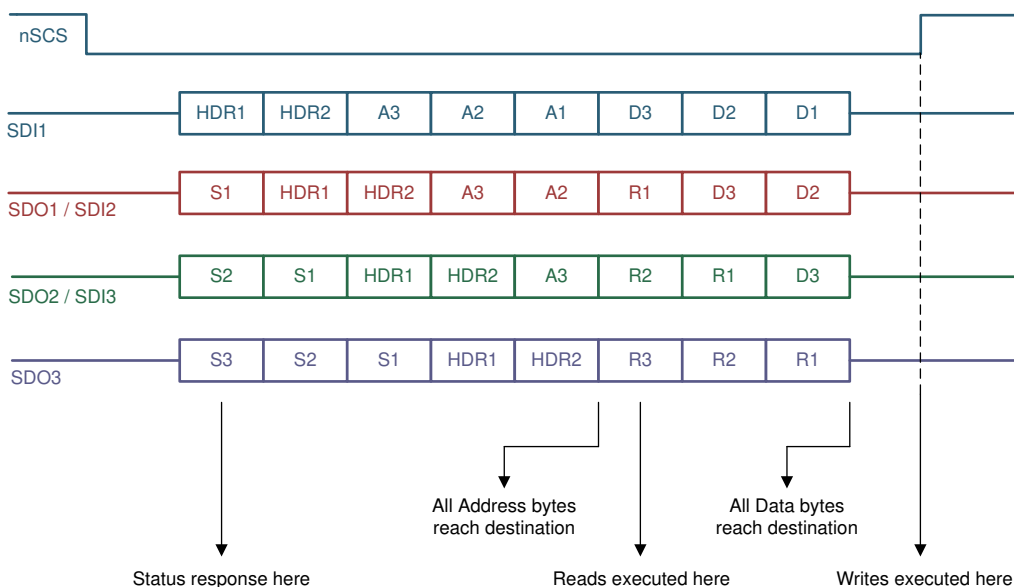 nSCS
HDR1 HDR2 A3 A2 A1 D3 D2 D1
SDI1
S1 HDR1 HDR2 A3 A2 R1 D3 D2
SDO1 / SDI2
S2 S1 HDR1 HDR2 A3 R2 R1 D3
SDO2 / SDI3
S3 S2 S1 HDR1 HDR2 R3 R2 R1
SDO3
All Address bytes
reach destination
All Data bytes
reach destination
Status response here
Reads executed here
Writes executed here